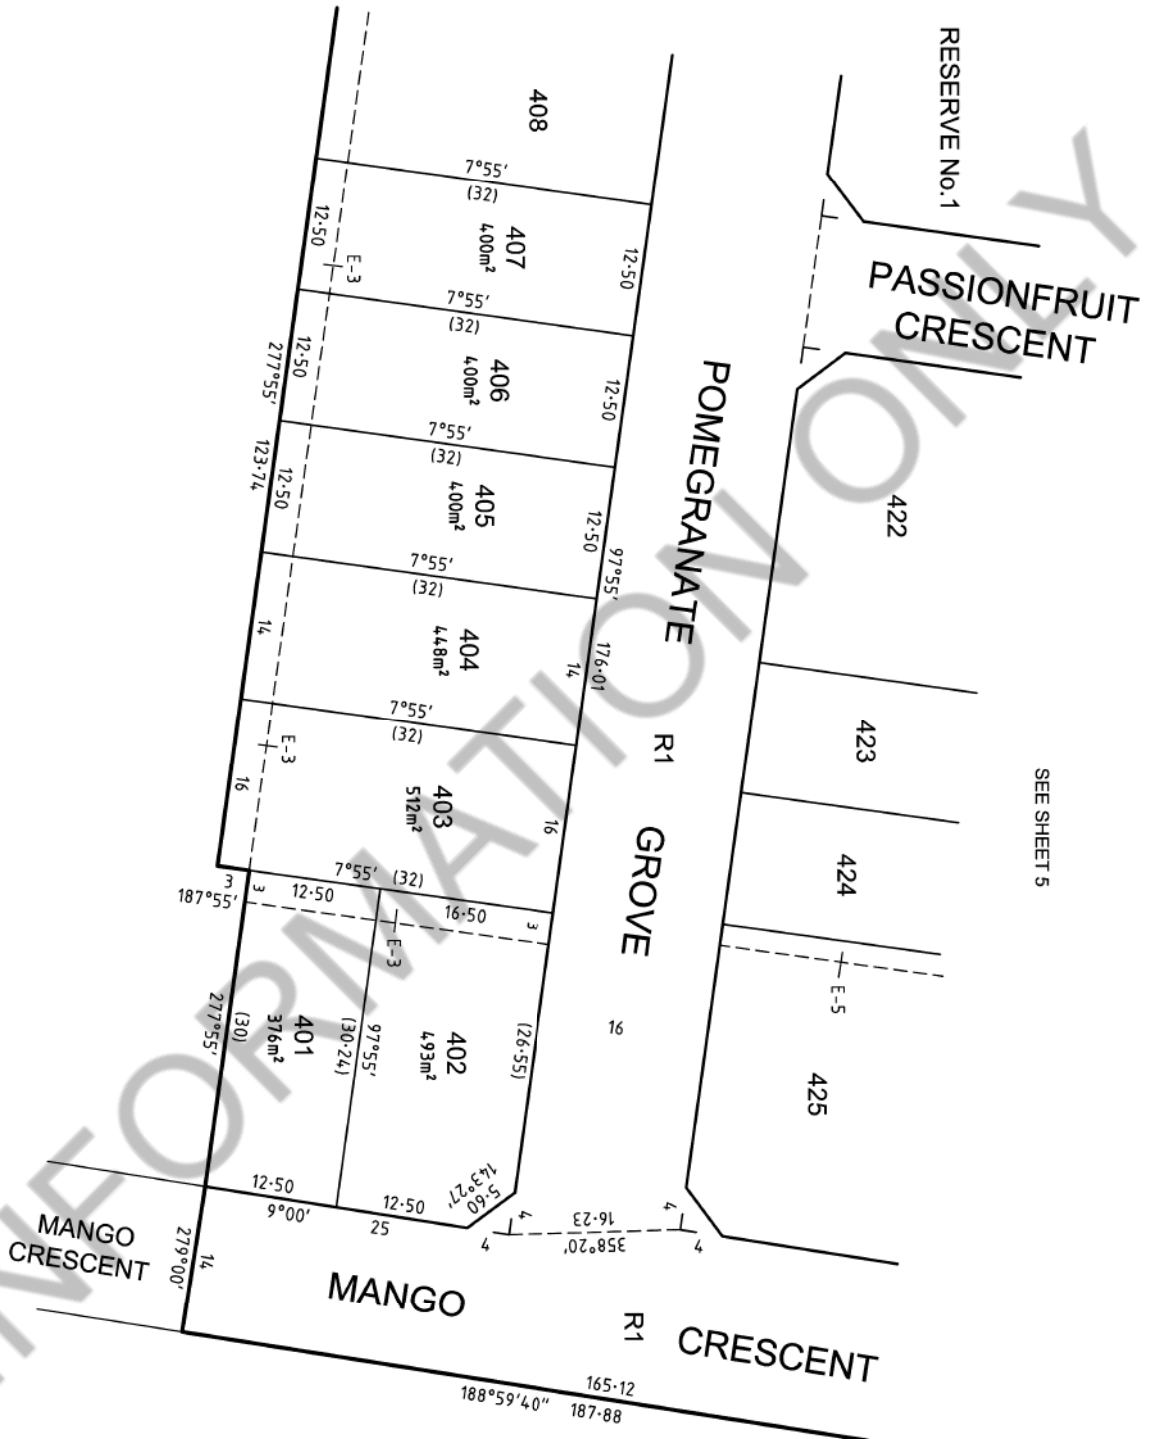 RESERVE No.1
PASSIONFRUIT
CRESCENT
408
7°55'
(32)
12·50
407
400m²
12·50
E-3
7°55'
(32)
12·50
406
400m²
12·50
277°55'
123·74
7°55'
(32)
12·50
405
400m²
12·50
97°55'
176·01
7°55'
(32)
14
404
448m²
14
7°55'
(32)
E-3
16
403
512m²
16
7°55'
(32)
3
187°55'
3
12·50
16·50
3
E-3
277°55'
(30)
401
376m²
(30·24)
97°55'
402
493m²
(26·55)
12·50
9°00'
12·50
25
5·60
143°27'
4
4
16·23
358°20'
4
4
POMEGRANATE
R1
GROVE
16
422
423
424
E-5
425
SEE SHEET 5
MANGO
CRESCENT
279°00'
14
MANGO
R1
CRESCENT
165·12
188°59'40"
187·88
INFORMATION ONLY